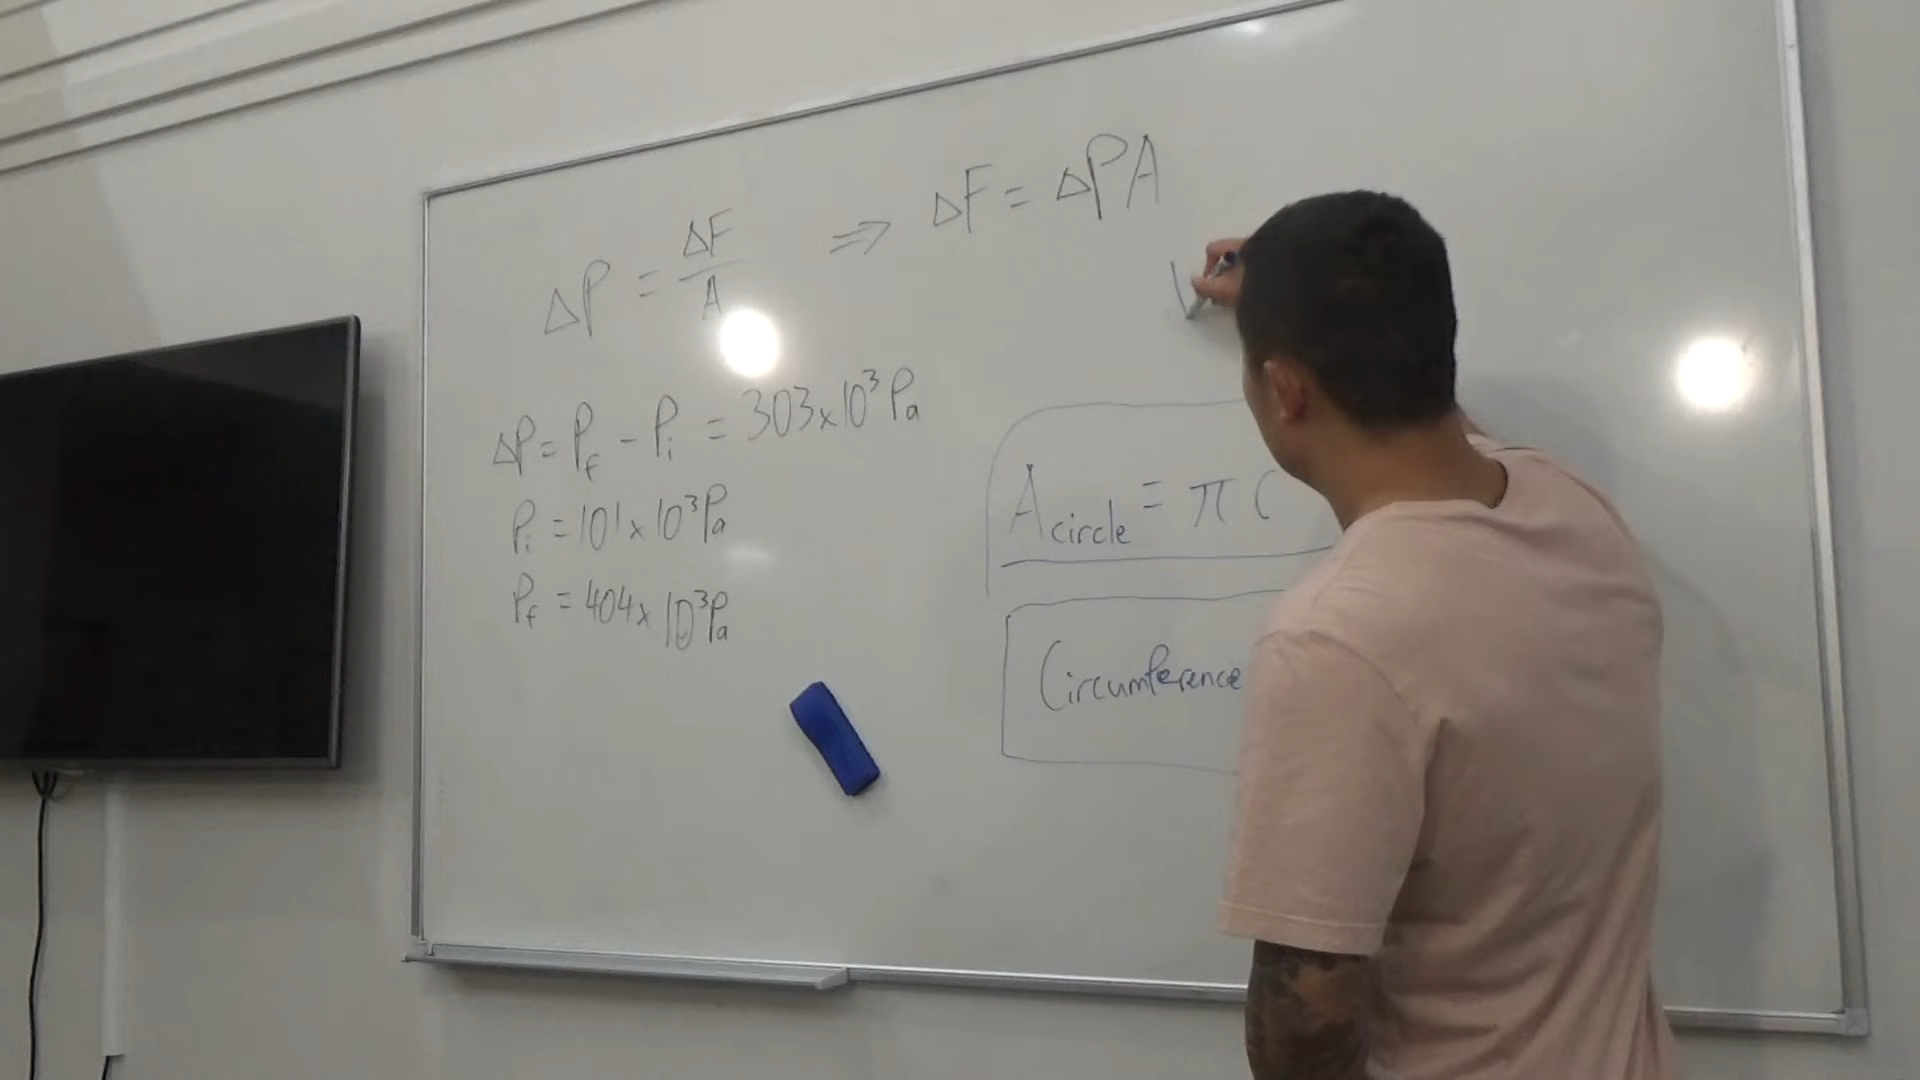 ΔP = ΔF/A ⇒ ΔF = ΔPA
ΔP = Pf - Pi = 303 x 10³ Pa
Pi = 101 x 10³ Pa
Pf = 404 x 10³ Pa
A circle = π
Circumference